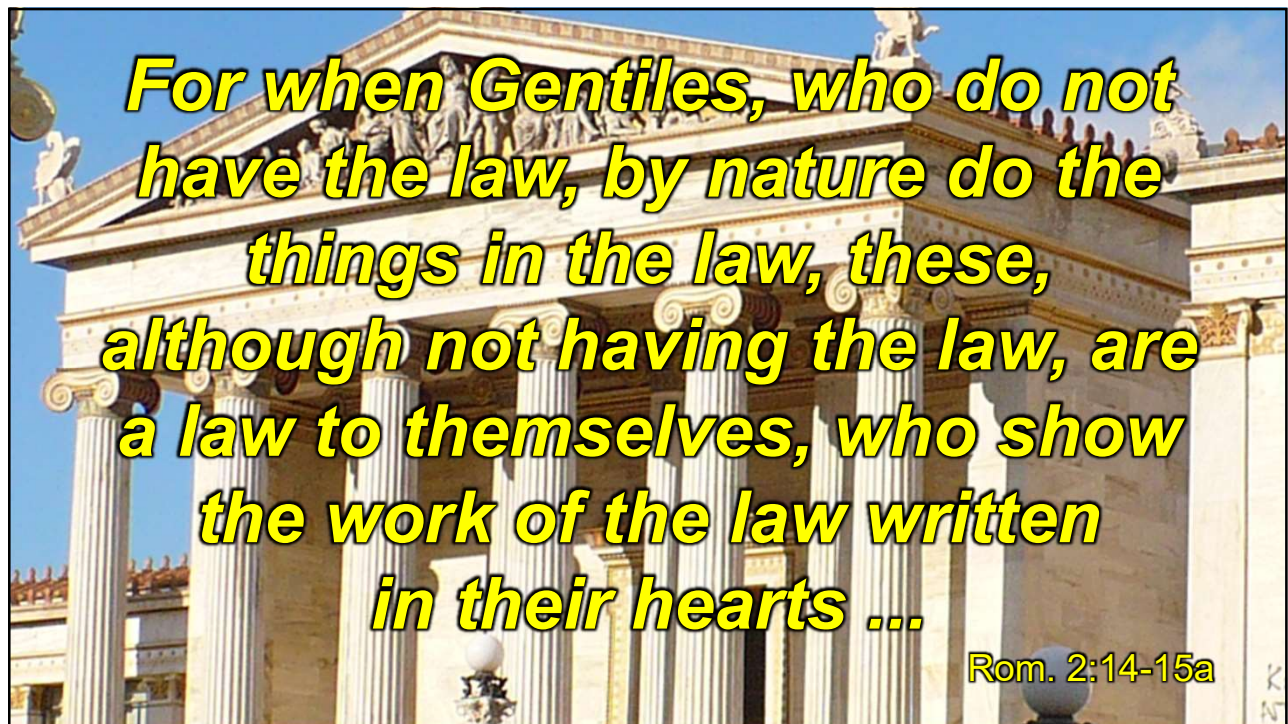 For when Gentiles, who do not
have the law, by nature do the
things in the law, these,
although not having the law, are
a law to themselves, who show
the work of the law written
in their hearts ...
Rom. 2:14-15a